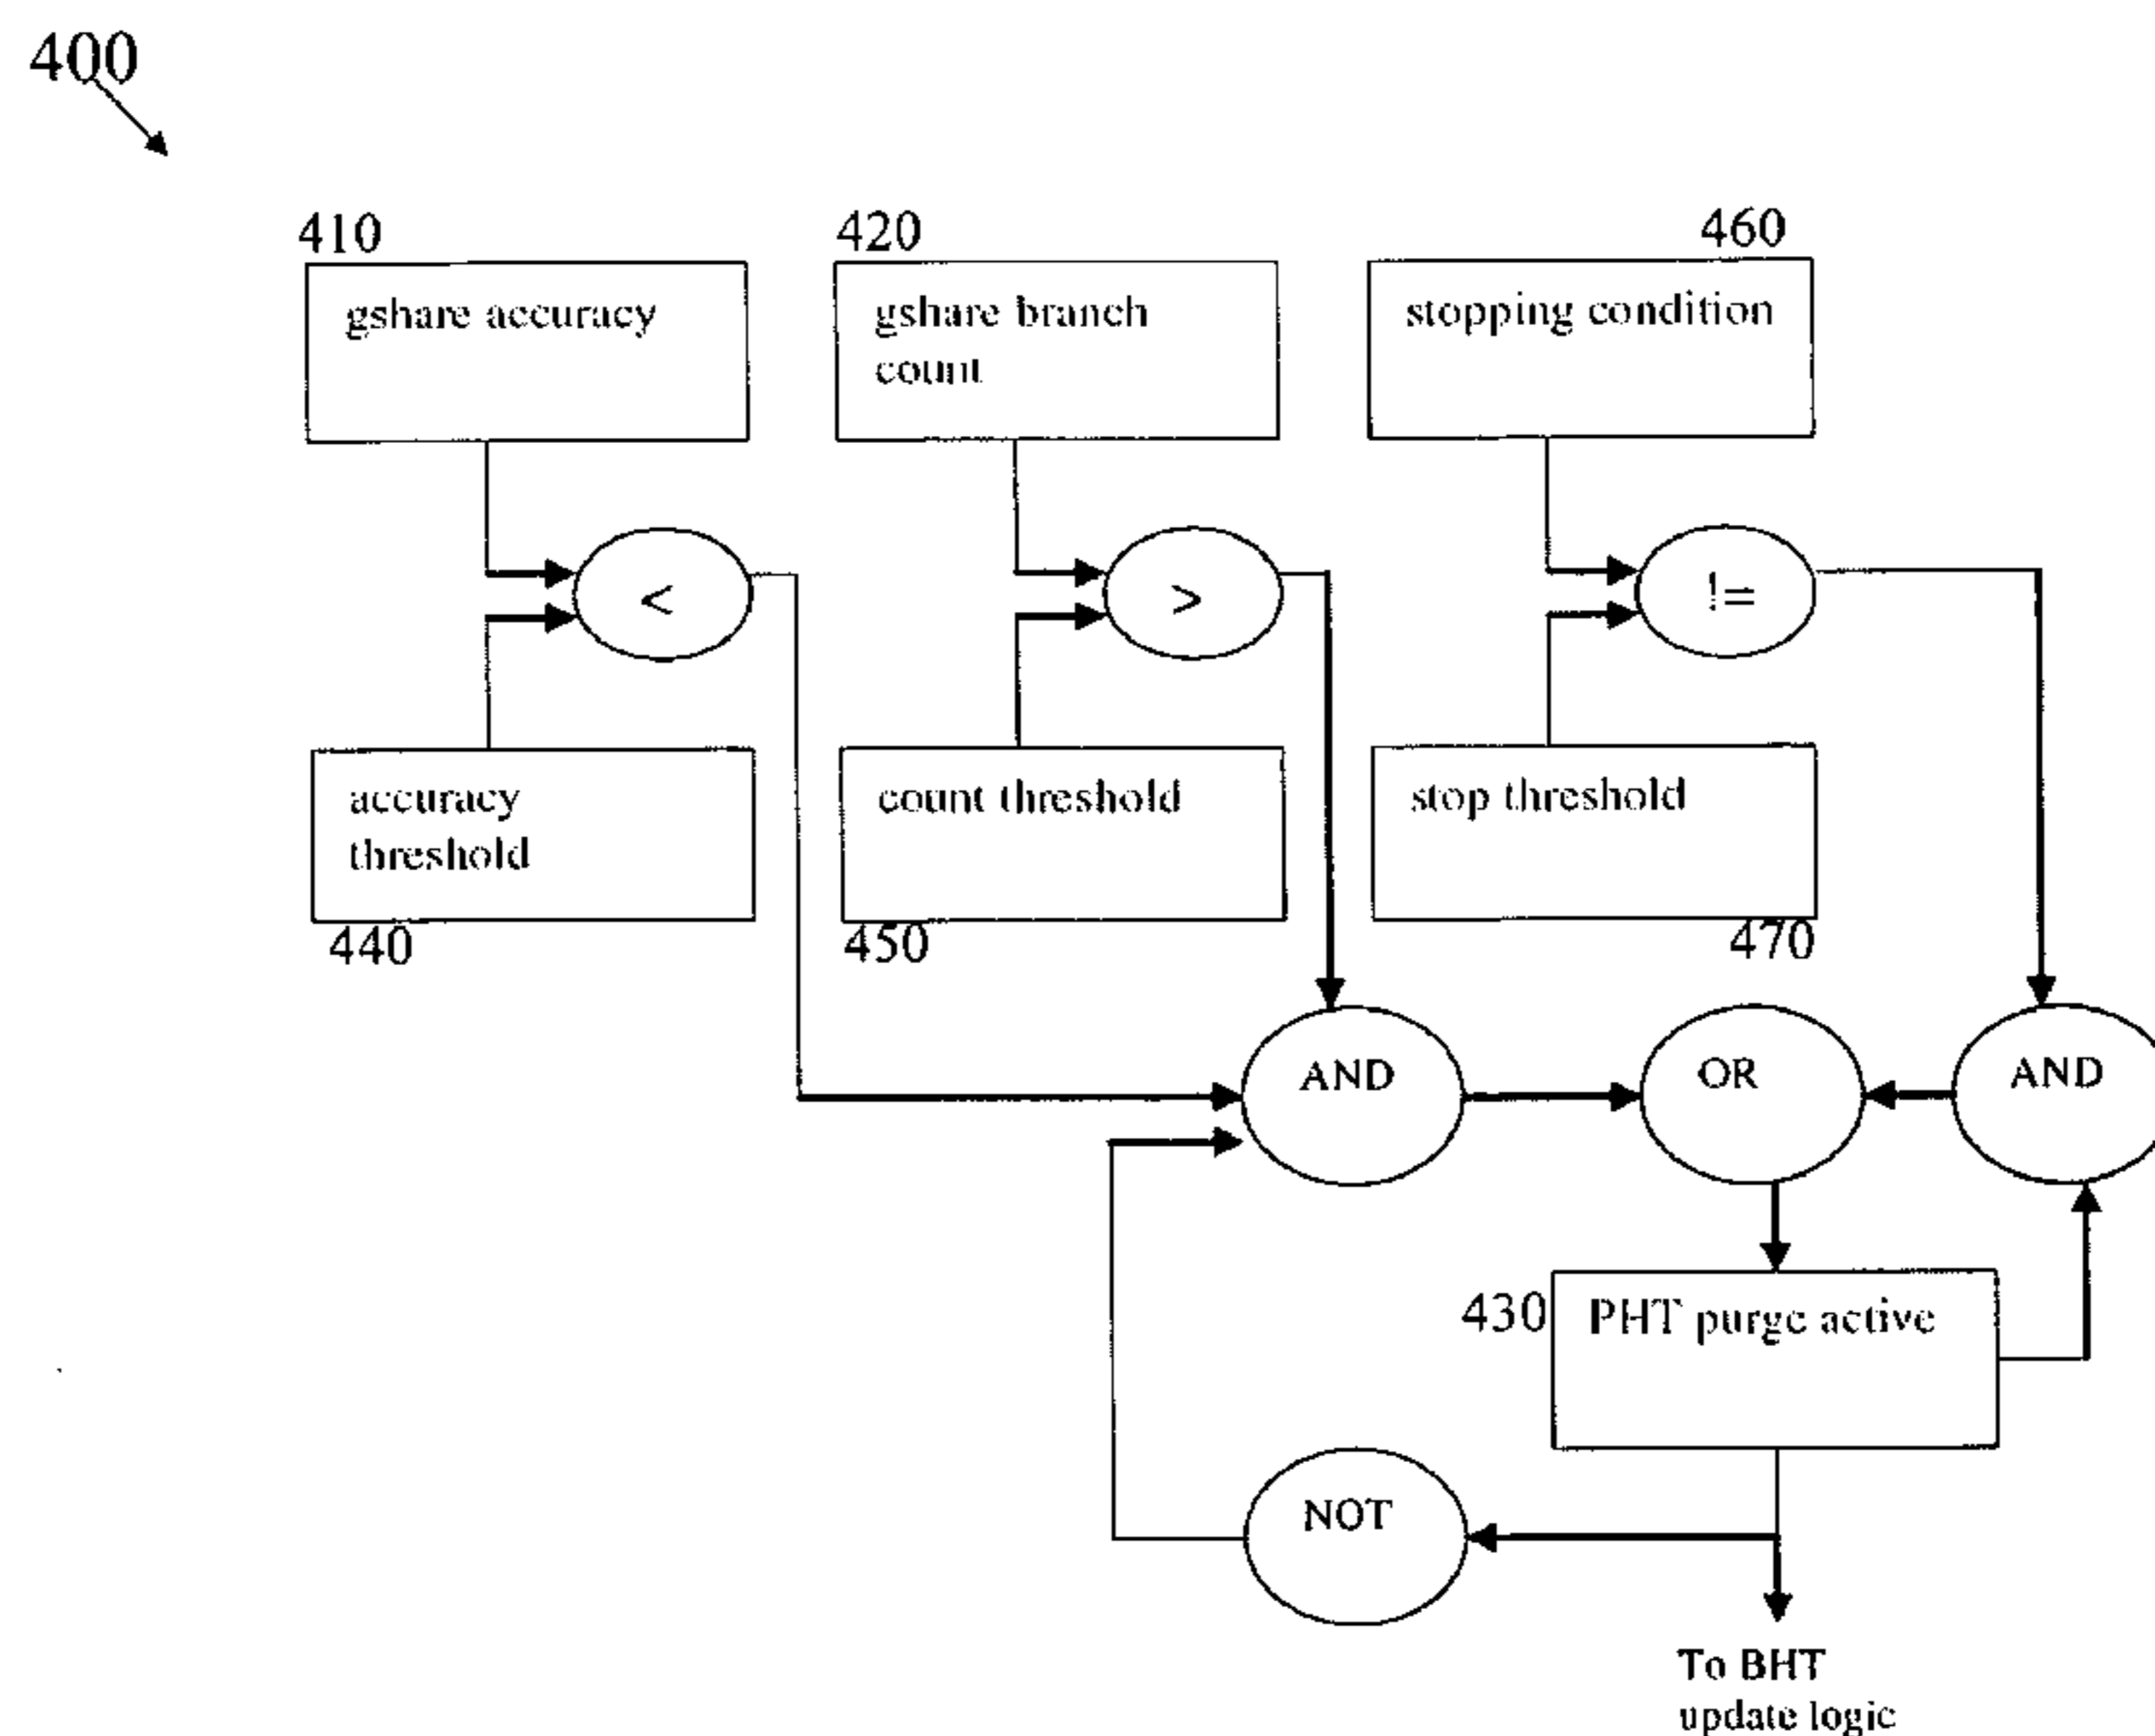 400
410
420
460
gshare accuracy
gshare branch
count
stopping condition
<
>
!=
accuracy
threshold
count threshold
stop threshold
440
450
470
AND
OR
AND
430
PHT purge active
NOT
To BHT
update logic